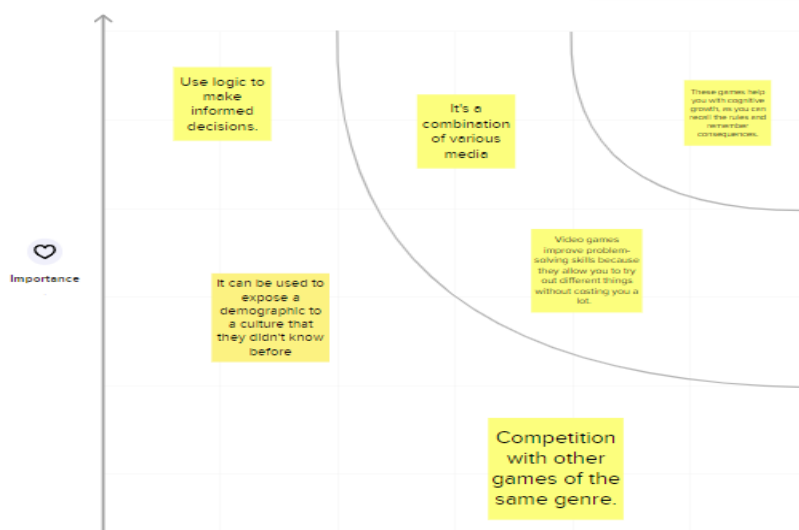 Use logic to
make
informed
decisions.
It's a
combination
of various
media
These games help
you with cognitive
growth, as you can
recall the rules and
remember
consequences.
Video games
improve problem-
solving skills because
they allow you to try
out different things
without costing you a
lot.
Importance
It can be used to
expose a
demographic to
a culture that
they didn't know
before
Competition
with other
games of the
same genre.